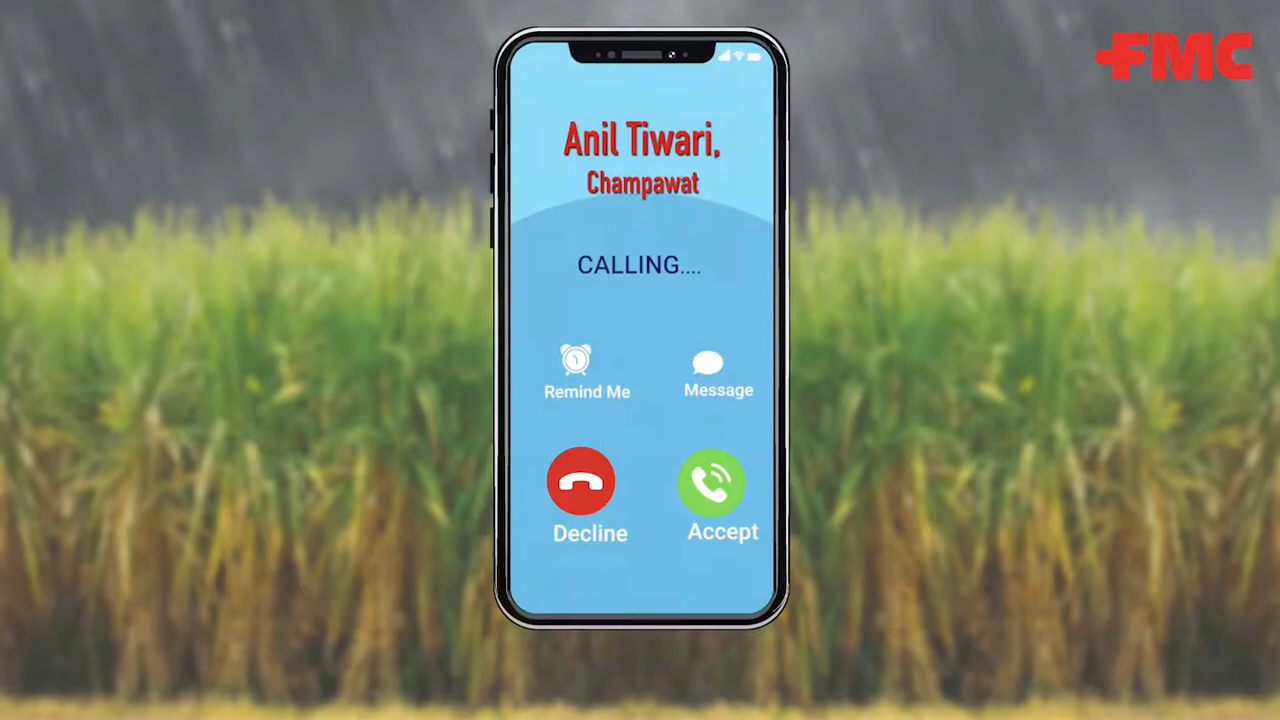 FMC
Anil Tiwari,
Champawat
CALLING....
Remind Me
Message
Decline
Accept